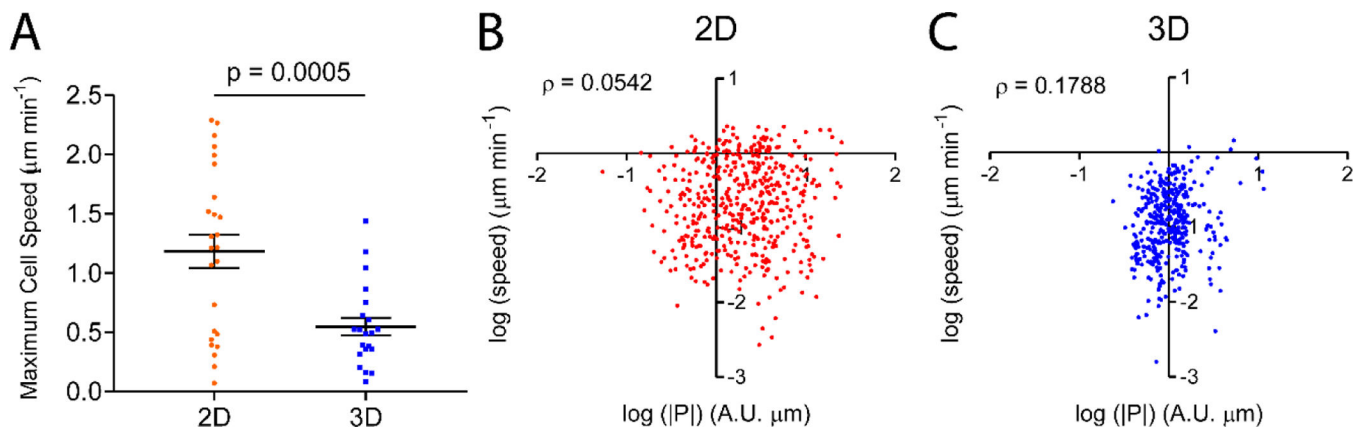 A
p = 0.0005
Maximum Cell Speed (μm min⁻¹)
2.5
2.0
1.5
1.0
0.5
0.0
2D
3D
B
2D
ρ = 0.0542
log (speed) (μm min⁻¹)
1
-2
-1
1
2
-1
-2
-3
log (|P|) (A.U. μm)
C
3D
ρ = 0.1788
log (speed) (μm min⁻¹)
1
-2
-1
1
2
-1
-2
-3
log (|P|) (A.U. μm)